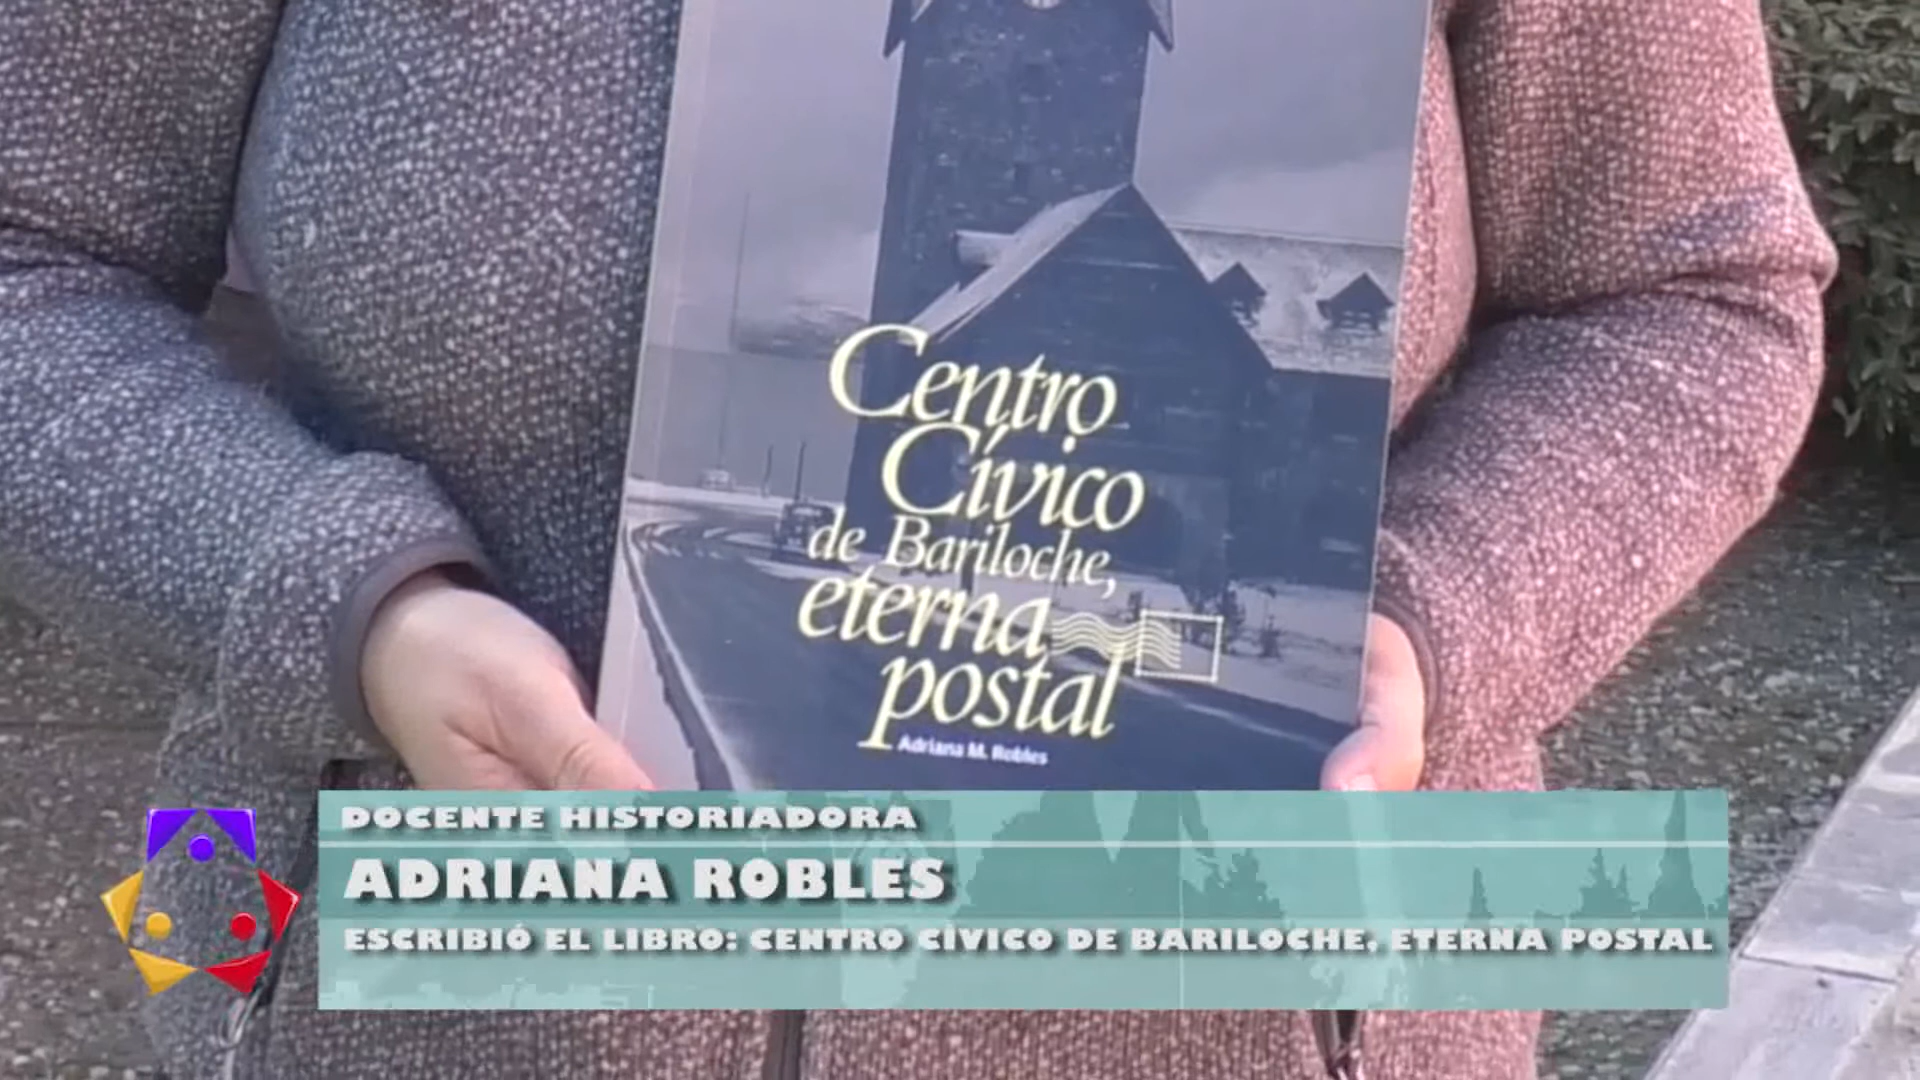 Centro
Cívico
de Bariloche,
eterna
postal
Adriana M. Robles
DOCENTE HISTORIADORA
ADRIANA ROBLES
ESCRIBIÓ EL LIBRO: CENTRO CÍVICO DE BARILOCHE, ETERNA POSTAL